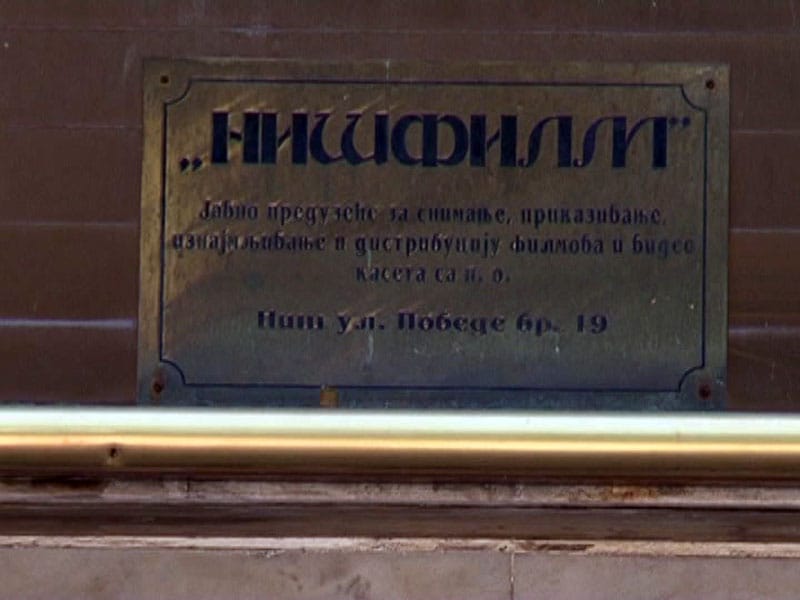 „НИШФИЛМ”
Јавно предузеће за снимање, приказивање,
изнајмљивање и дистрибуцију филмова и видео
касета са п. о.
Ниш ул. Победе бр. 19